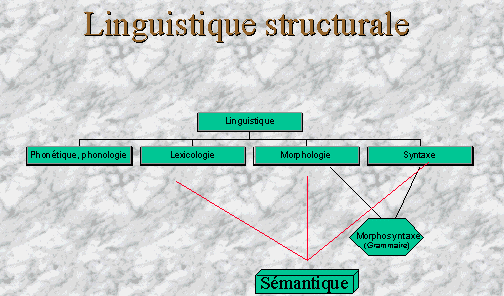 Linguistique structurale
Linguistique
Phonétique, phonologie
Lexicologie
Morphologie
Syntaxe
Morphosyntaxe
(Grammaire)
Sémantique